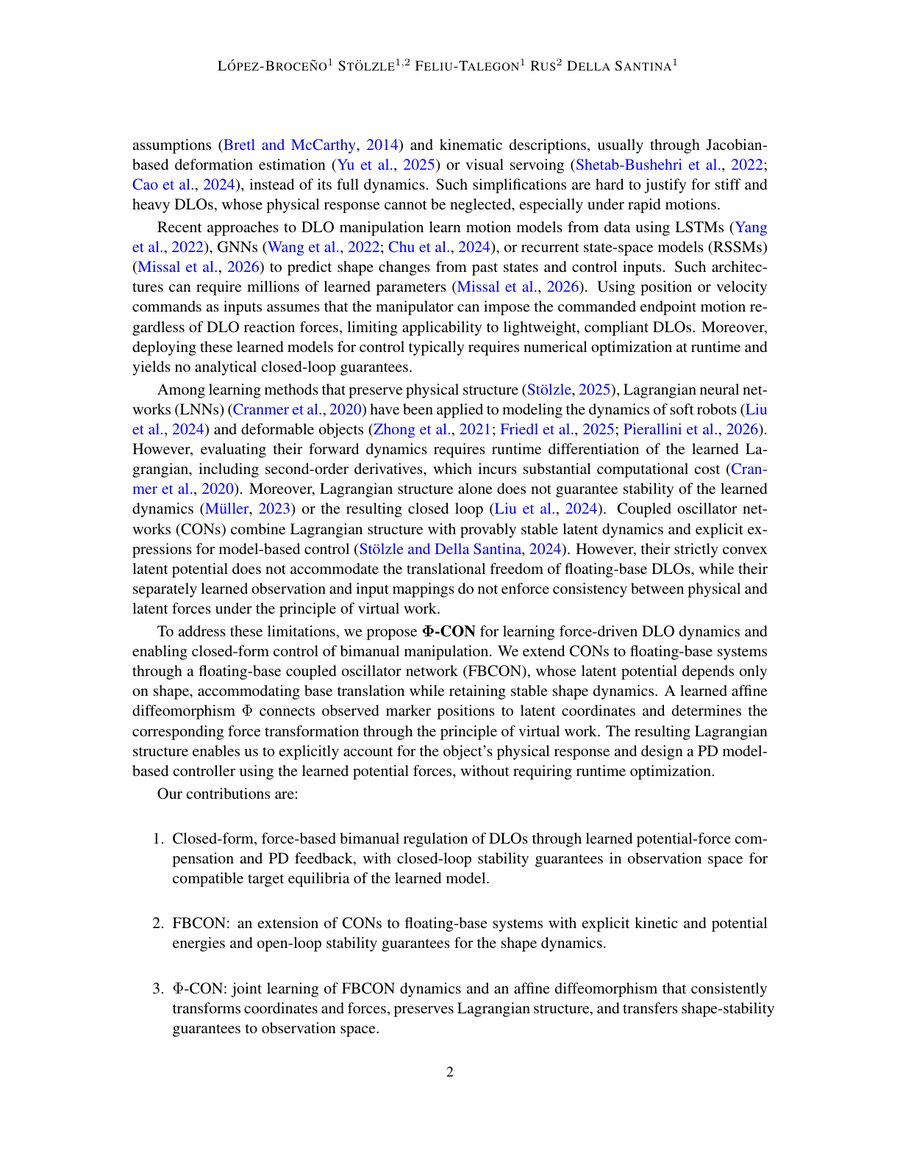 LÓPEZ-BROCEÑO¹ STÖLZLE¹,² FELIU-TALEGON¹ RUS² DELLA SANTINA¹
assumptions (Bretl and McCarthy, 2014) and kinematic descriptions, usually through Jacobian-
based deformation estimation (Yu et al., 2025) or visual servoing (Shetab-Bushehri et al., 2022;
Cao et al., 2024), instead of its full dynamics. Such simplifications are hard to justify for stiff and
heavy DLOs, whose physical response cannot be neglected, especially under rapid motions.
Recent approaches to DLO manipulation learn motion models from data using LSTMs (Yang
et al., 2022), GNNs (Wang et al., 2022; Chu et al., 2024), or recurrent state-space models (RSSMs)
(Missal et al., 2026) to predict shape changes from past states and control inputs. Such architec-
tures can require millions of learned parameters (Missal et al., 2026). Using position or velocity
commands as inputs assumes that the manipulator can impose the commanded endpoint motion re-
gardless of DLO reaction forces, limiting applicability to lightweight, compliant DLOs. Moreover,
deploying these learned models for control typically requires numerical optimization at runtime and
yields no analytical closed-loop guarantees.
Among learning methods that preserve physical structure (Stölzle, 2025), Lagrangian neural net-
works (LNNs) (Cranmer et al., 2020) have been applied to modeling the dynamics of soft robots (Liu
et al., 2024) and deformable objects (Zhong et al., 2021; Friedl et al., 2025; Pierallini et al., 2026).
However, evaluating their forward dynamics requires runtime differentiation of the learned La-
grangian, including second-order derivatives, which incurs substantial computational cost (Cran-
mer et al., 2020). Moreover, Lagrangian structure alone does not guarantee stability of the learned
dynamics (Müller, 2023) or the resulting closed loop (Liu et al., 2024). Coupled oscillator net-
works (CONs) combine Lagrangian structure with provably stable latent dynamics and explicit ex-
pressions for model-based control (Stölzle and Della Santina, 2024). However, their strictly convex
latent potential does not accommodate the translational freedom of floating-base DLOs, while their
separately learned observation and input mappings do not enforce consistency between physical and
latent forces under the principle of virtual work.
To address these limitations, we propose Φ-CON for learning force-driven DLO dynamics and
enabling closed-form control of bimanual manipulation. We extend CONs to floating-base systems
through a floating-base coupled oscillator network (FBCON), whose latent potential depends only
on shape, accommodating base translation while retaining stable shape dynamics. A learned affine
diffeomorphism Φ connects observed marker positions to latent coordinates and determines the
corresponding force transformation through the principle of virtual work. The resulting Lagrangian
structure enables us to explicitly account for the object's physical response and design a PD model-
based controller using the learned potential forces, without requiring runtime optimization.
Our contributions are:
1. Closed-form, force-based bimanual regulation of DLOs through learned potential-force com-
pensation and PD feedback, with closed-loop stability guarantees in observation space for
compatible target equilibria of the learned model.
2. FBCON: an extension of CONs to floating-base systems with explicit kinetic and potential
energies and open-loop stability guarantees for the shape dynamics.
3. Φ-CON: joint learning of FBCON dynamics and an affine diffeomorphism that consistently
transforms coordinates and forces, preserves Lagrangian structure, and transfers shape-stability
guarantees to observation space.
2